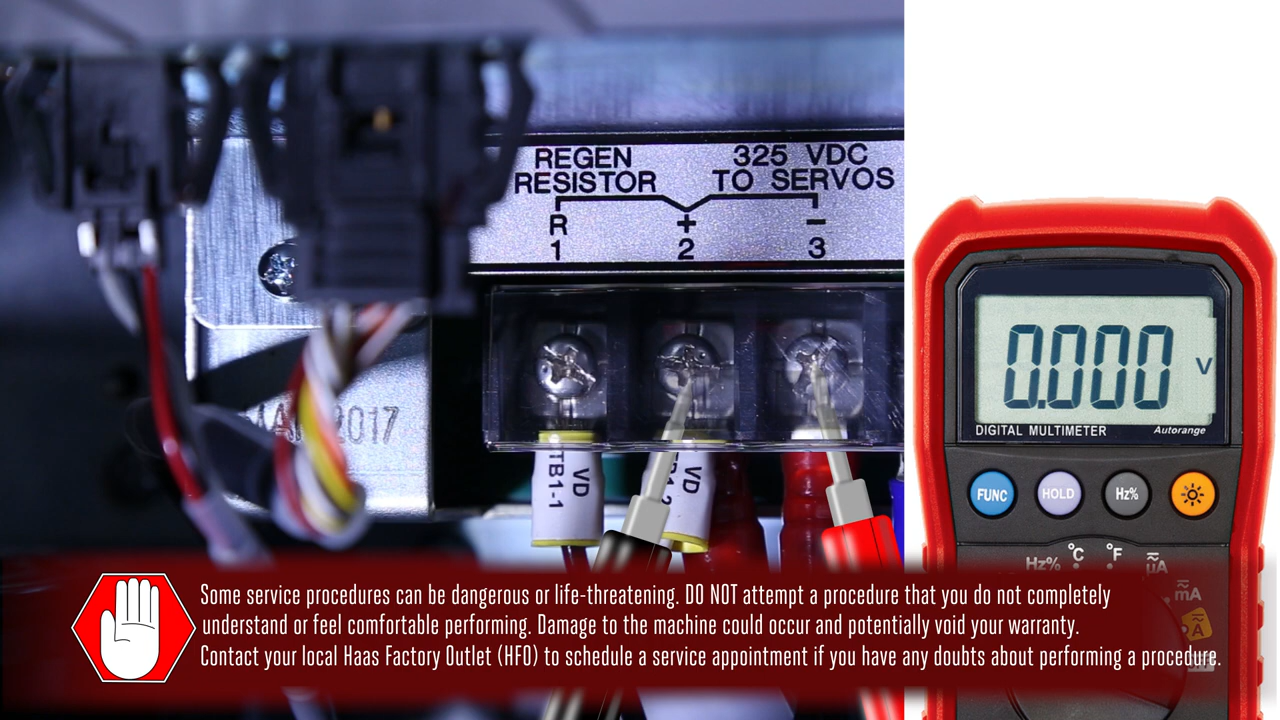 REGEN
RESISTOR
325 VDC
TO SERVOS
R
+
−
1
2
3
2017
VD
TB1-1
VD
0.000 V
DIGITAL MULTIMETER
Autorange
FUNC
HOLD
Hz%
Hz%
°C
°F
µA
mA
A
Some service procedures can be dangerous or life-threatening. DO NOT attempt a procedure that you do not completely
understand or feel comfortable performing. Damage to the machine could occur and potentially void your warranty.
Contact your local Haas Factory Outlet (HFO) to schedule a service appointment if you have any doubts about performing a procedure.